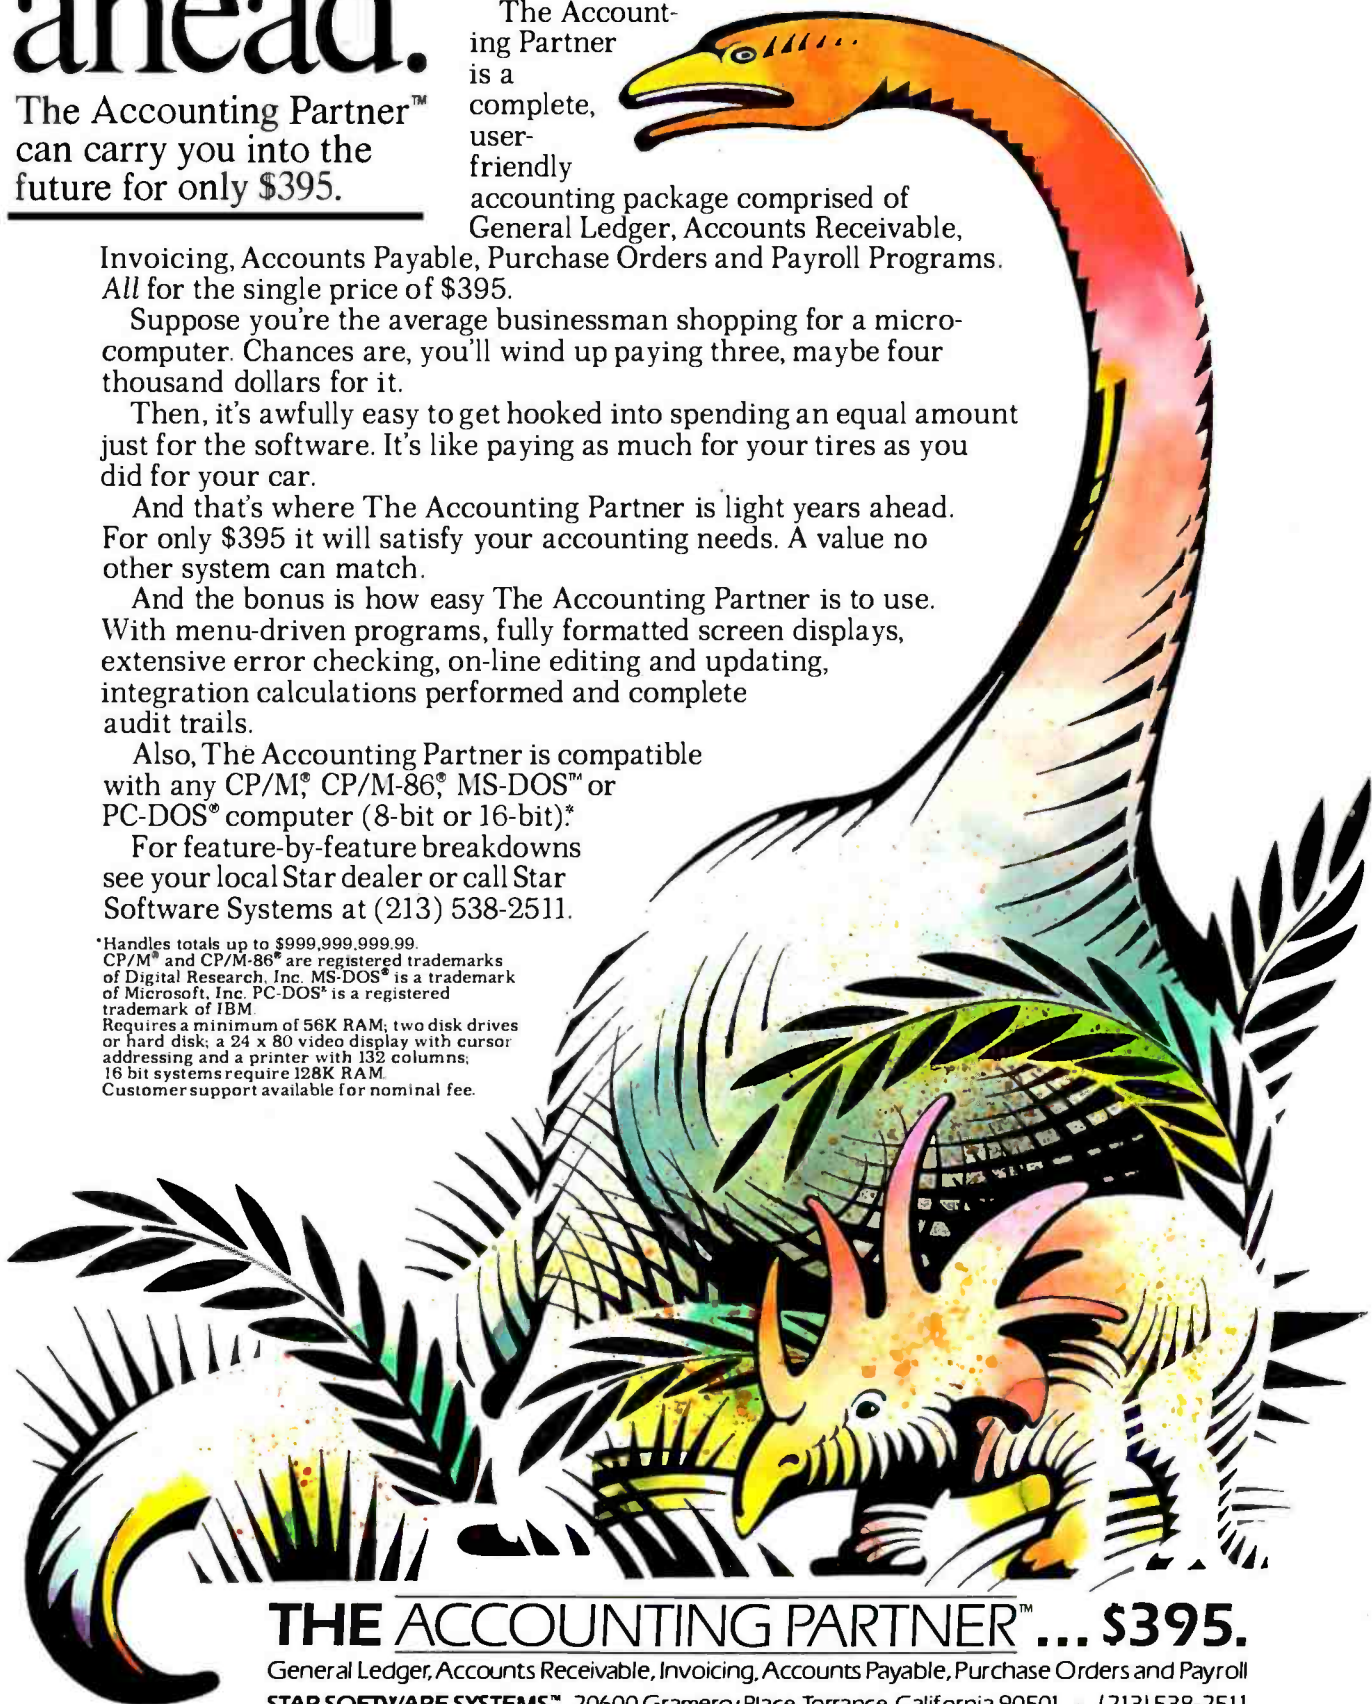 ahead.
The Accounting Partner™
can carry you into the
future for only $395.
The Account-
ing Partner
is a
complete,
user-
friendly
accounting package comprised of
General Ledger, Accounts Receivable,
Invoicing, Accounts Payable, Purchase Orders and Payroll Programs.
All for the single price of $395.
Suppose you're the average businessman shopping for a micro-
computer. Chances are, you'll wind up paying three, maybe four
thousand dollars for it.
Then, it's awfully easy to get hooked into spending an equal amount
just for the software. It's like paying as much for your tires as you
did for your car.
And that's where The Accounting Partner is light years ahead.
For only $395 it will satisfy your accounting needs. A value no
other system can match.
And the bonus is how easy The Accounting Partner is to use.
With menu-driven programs, fully formatted screen displays,
extensive error checking, on-line editing and updating,
integration calculations performed and complete
audit trails.
Also, The Accounting Partner is compatible
with any CP/M®, CP/M-86®, MS-DOS™ or
PC-DOS® computer (8-bit or 16-bit).*
For feature-by-feature breakdowns
see your local Star dealer or call Star
Software Systems at (213) 538-2511.
*Handles totals up to $999,999,999.99.
CP/M® and CP/M-86® are registered trademarks
of Digital Research, Inc. MS-DOS® is a trademark
of Microsoft, Inc. PC-DOS® is a registered
trademark of IBM.
Requires a minimum of 56K RAM; two disk drives
or hard disk; a 24 x 80 video display with cursor
addressing and a printer with 132 columns;
16 bit systems require 128K RAM.
Customer support available for nominal fee.
THE ACCOUNTING PARTNER™... $395.
General Ledger, Accounts Receivable, Invoicing, Accounts Payable, Purchase Orders and Payroll
STAR SOFTWARE SYSTEMS™ 20600 Gramercy Place, Torrance, California 90501 (213) 538-2511